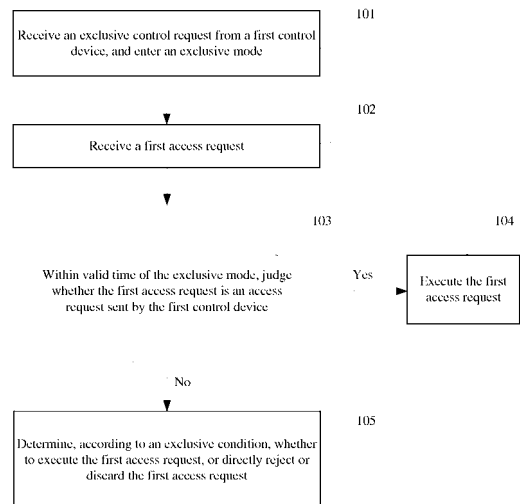 101
Receive an exclusive control request from a first control
device, and enter an exclusive mode
102
Receive a first access request
103
104
Within valid time of the exclusive mode, judge
whether the first access request is an access
request sent by the first control device
Yes
Execute the first
access request
No
105
Determine, according to an exclusive condition, whether
to execute the first access request, or directly reject or
discard the first access request